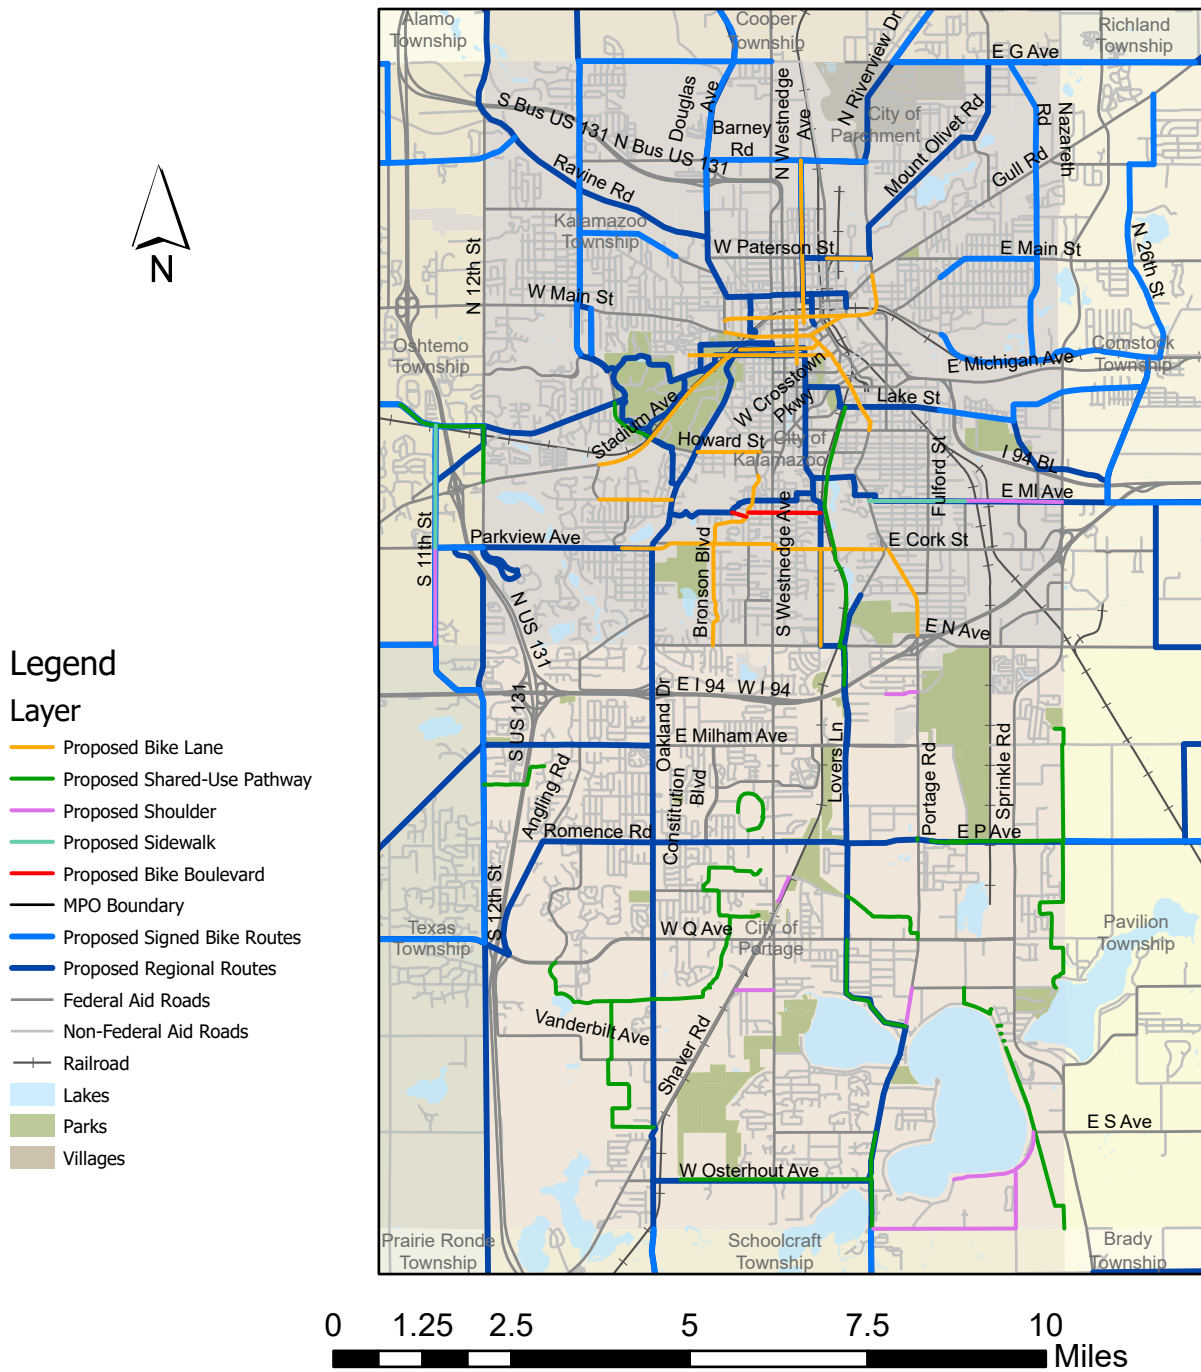 Alamo
Township
Cooper
Township
Richland
Township
N Riverview Dr
E G Ave
Douglas
Ave
N Westnedge
Ave
S Bus US 131 N Bus US 131
Barney
Rd
City of
Parchment
Mount Olivet Rd
Nazareth
Rd
Gull Rd
Ravine Rd
Kalamazoo
Township
N
N 12th St
W Paterson St
E Main St
N 26th St
W Main St
Oshtemo
Township
Comstock
Township
E Michigan Ave
W Crosstown
Pkwy
Lake St
Stadium Ave
Howard St
City of
Kalamazoo
Fulford St
I 94 BL
E MI Ave
S 11th St
Parkview Ave
Bronson Blvd
S Westnedge Ave
E Cork St
N US 131
E N Ave
Legend
Layer
Proposed Bike Lane
Proposed Shared-Use Pathway
Proposed Shoulder
Proposed Sidewalk
Proposed Bike Boulevard
MPO Boundary
Proposed Signed Bike Routes
Proposed Regional Routes
Federal Aid Roads
Non-Federal Aid Roads
Railroad
Lakes
Parks
Villages
S US 131
Oakland Dr
E I 94 W I 94
E Milham Ave
Lovers Ln
Portage Rd
Sprinkle Rd
Angling Rd
Constitution
Blvd
Romence Rd
E P Ave
S 12th St
Texas
Township
W Q Ave
City of
Portage
Pavilion
Township
Vanderbilt Ave
Shaver Rd
E S Ave
W Osterhout Ave
Prairie Ronde
Township
Schoolcraft
Township
Brady
Township
0 1.25 2.5 5 7.5 10
Miles